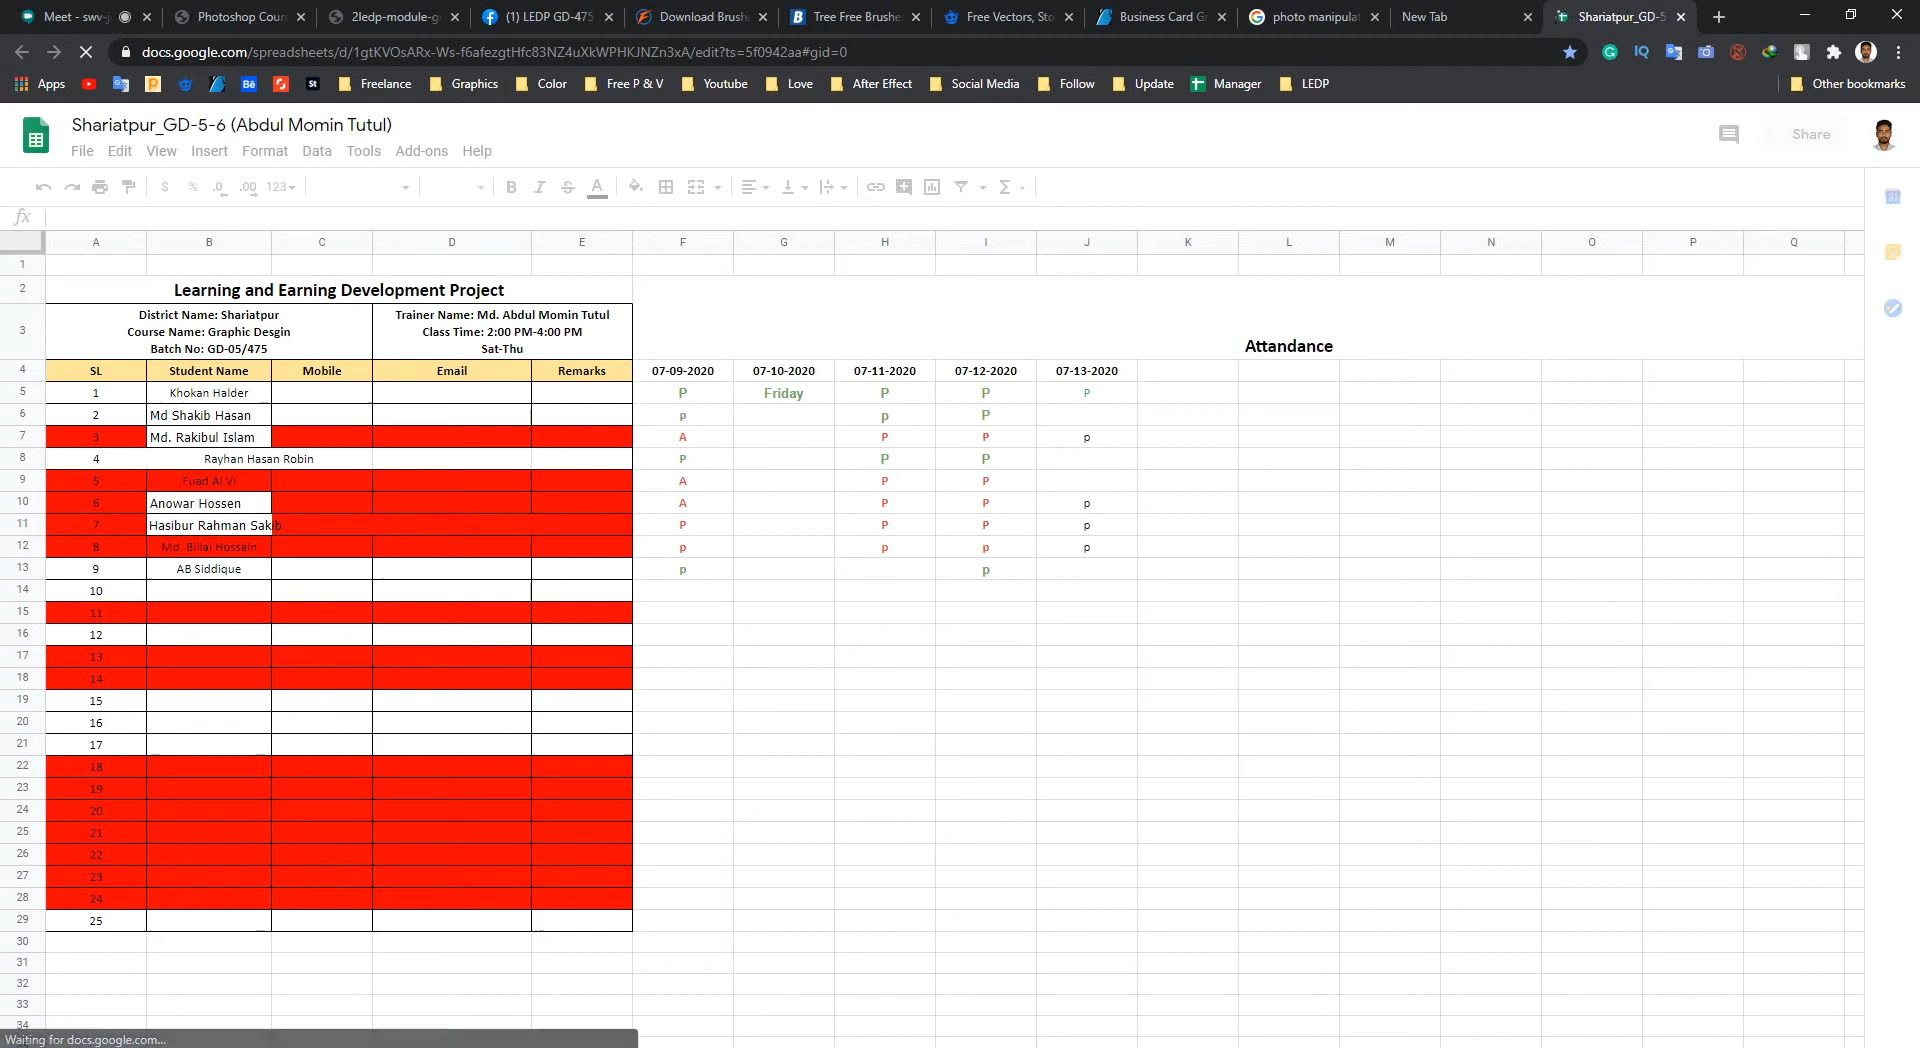 Meet - swv-j
Photoshop Cour
2ledp-module-g
(1) LEDP GD-475
Download Brush
Tree Free Brushe
Free Vectors, Sto
Business Card Gr
photo manipulat
New Tab
Shariatpur_GD-5
docs.google.com/spreadsheets/d/1gtKVOsARx-Ws-f6afezgtHfc83NZ4uXkWPHKJNZn3xA/edit?ts=5f0942aa#gid=0
Apps Freelance Graphics Color Free P & V Youtube Love After Effect Social Media Follow Update Manager LEDP Other bookmarks
Shariatpur_GD-5-6 (Abdul Momin Tutul)
File Edit View Insert Format Data Tools Add-ons Help
Share
$ % .0 .00 123
fx
A B C D E F G H I J K L M N O P Q
1
2 Learning and Earning Development Project
3 District Name: Shariatpur
Course Name: Graphic Desgin
Batch No: GD-05/475
Trainer Name: Md. Abdul Momin Tutul
Class Time: 2:00 PM-4:00 PM
Sat-Thu
Attandance
4 SL Student Name Mobile Email Remarks 07-09-2020 07-10-2020 07-11-2020 07-12-2020 07-13-2020
5 1 Khokan Halder P Friday P P P
6 2 Md Shakib Hasan p p P
7 3 Md. Rakibul Islam A P P p
8 4 Rayhan Hasan Robin P P P
9 5 Fuad Al Vi A P P
10 6 Anowar Hossen A P P p
11 7 Hasibur Rahman Sakib P P P p
12 8 Md. Billal Hossain p p p p
13 9 AB Siddique p p
14 10
15 11
16 12
17 13
18 14
19 15
20 16
21 17
22 18
23 19
24 20
25 21
26 22
27 23
28 24
29 25
30
31
32
33
34
Waiting for docs.google.com...